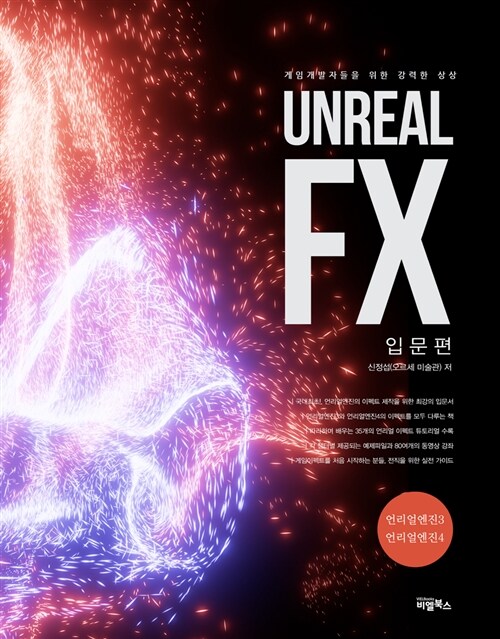 게임개발자들을 위한 강력한 상상
UNREAL
FX
입문편
신정섭(오르세 미술관) 저
국내최초!, 언리얼엔진의 이펙트 제작을 위한 최강의 입문서
언리얼엔진3와 언리얼엔진4의 이펙트를 모두 다루는 책
따라하며 배우는 35개의 언리얼 이펙트 튜토리얼 수록
각 챕터별 제공되는 예제파일과 80여개의 동영상 강좌
게임이펙트를 처음 시작하는 분들, 전직을 위한 실전 가이드
언리얼엔진3
언리얼엔진4
VIELBooks
비엘북스